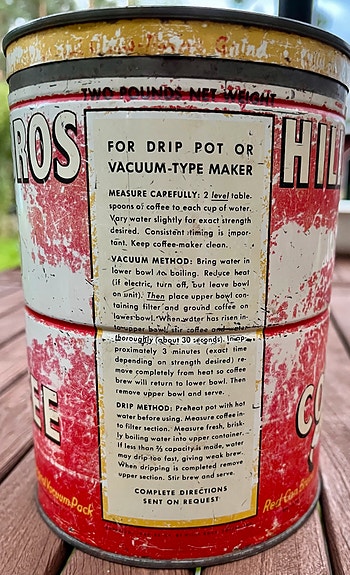 TWO POUNDS NET WEIGHT
ROS
HIL
FOR DRIP POT OR
VACUUM-TYPE MAKER
MEASURE CAREFULLY: 2 level table-
spoons of coffee to each cup of water.
Vary water slightly for exact strength
desired. Consistent timing is impor-
tant. Keep coffee-maker clean.
VACUUM METHOD: Bring water in
lower bowl to boiling. Reduce heat
(if electric, turn off, but leave bowl
on unit). Then place upper bowl con-
taining filter and ground coffee on
lower bowl. When water has risen in-
to upper bowl, stir coffee and water
thoroughly (about 30 seconds). In ap-
proximately 3 minutes (exact time
depending on strength desired) re-
move completely from heat so coffee
brew will return to lower bowl. Then
remove upper bowl and serve.
DRIP METHOD: Preheat pot with hot
water before using. Measure coffee in-
to filter section. Measure fresh, brisk-
ly boiling water into upper container.
If less than ⅔ capacity is made, water
may drip too fast, giving weak brew.
When dripping is completed remove
upper section. Stir brew and serve.
COMPLETE DIRECTIONS
SENT ON REQUEST
EE
CO
Vacuum Pack
Red Can